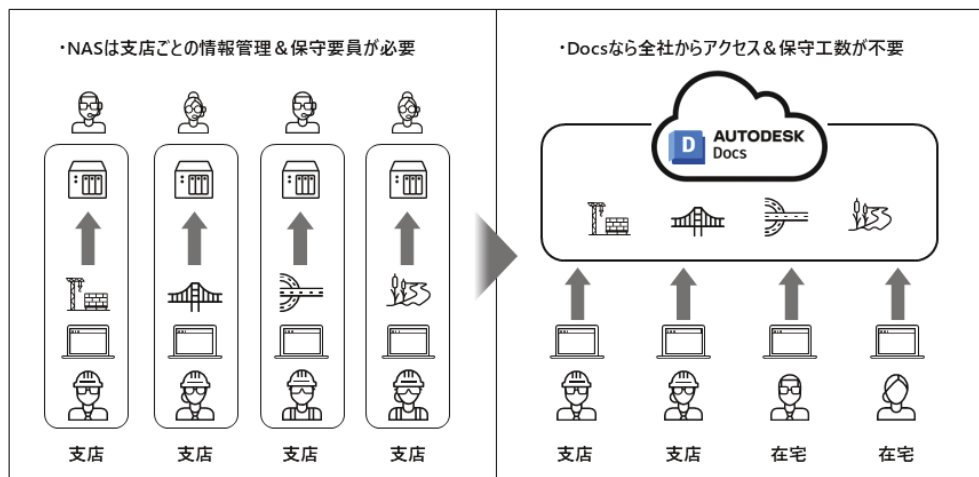 ・NASは支店ごとの情報管理＆保守要員が必要
支店
支店
支店
支店
・Docsなら全社からアクセス＆保守工数が不要
D
AUTODESK
Docs
支店
支店
在宅
在宅